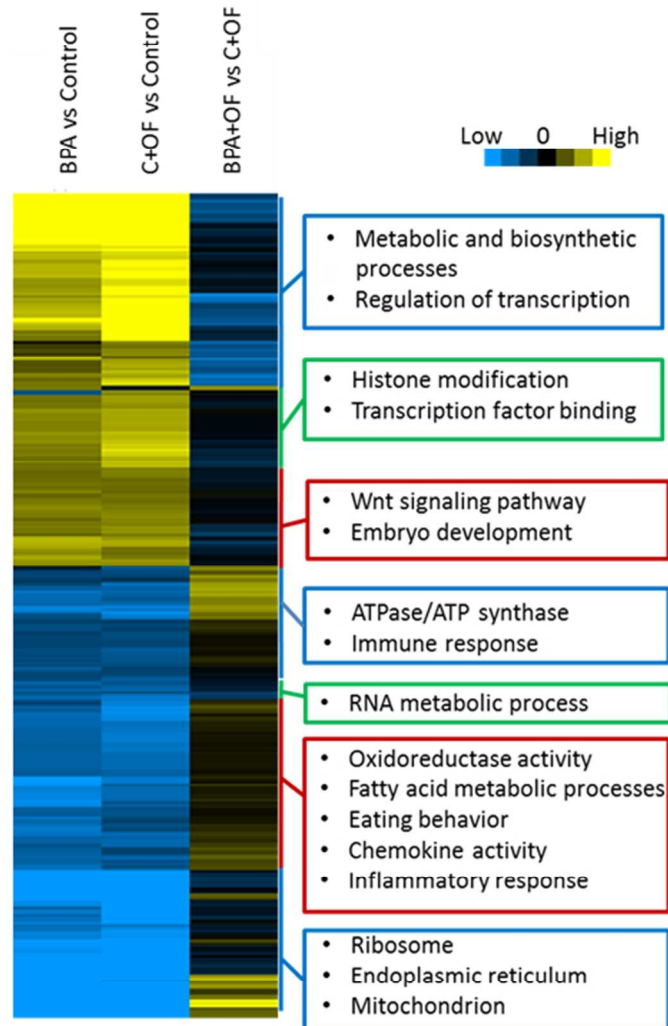 BPA vs Control
C+OF vs Control
BPA+OF vs C+OF
Low 0 High
• Metabolic and biosynthetic
processes
• Regulation of transcription
• Histone modification
• Transcription factor binding
• Wnt signaling pathway
• Embryo development
• ATPase/ATP synthase
• Immune response
• RNA metabolic process
• Oxidoreductase activity
• Fatty acid metabolic processes
• Eating behavior
• Chemokine activity
• Inflammatory response
• Ribosome
• Endoplasmic reticulum
• Mitochondrion